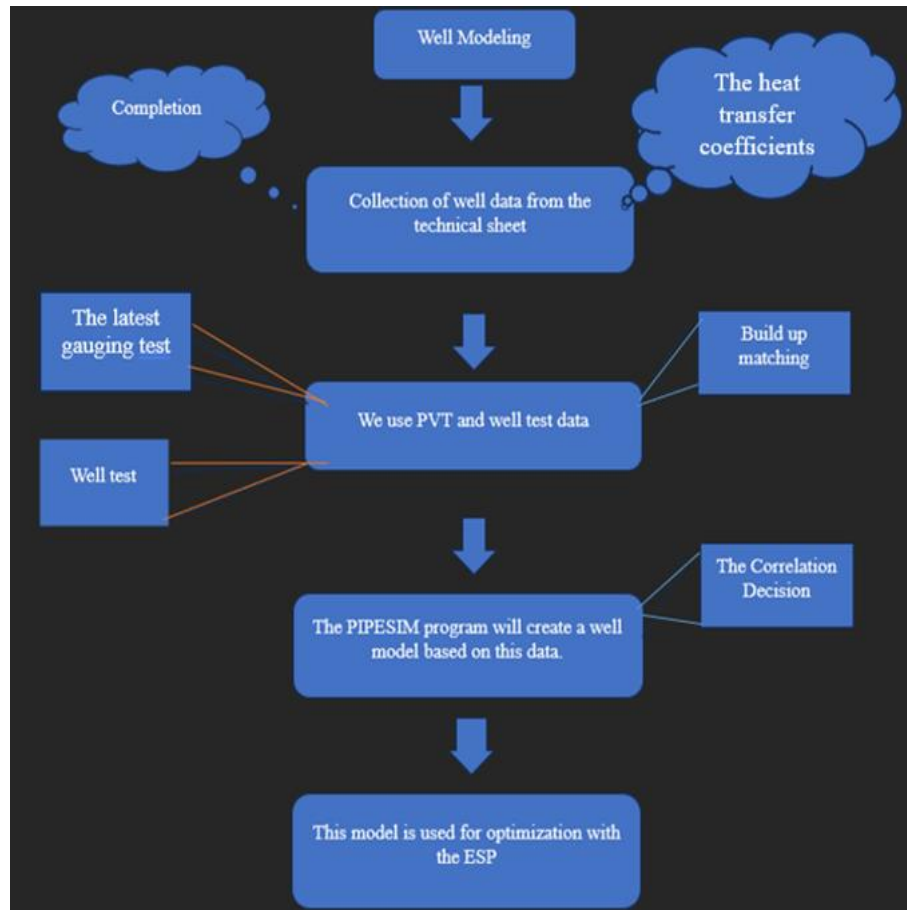 Well Modeling
Completion
The heat
transfer
coefficients
Collection of well data from the
technical sheet
The latest
gauging test
Build up
matching
We use PVT and well test data
Well test
The Correlation
Decision
The PIPESIM program will create a well
model based on this data.
This model is used for optimization with
the ESP